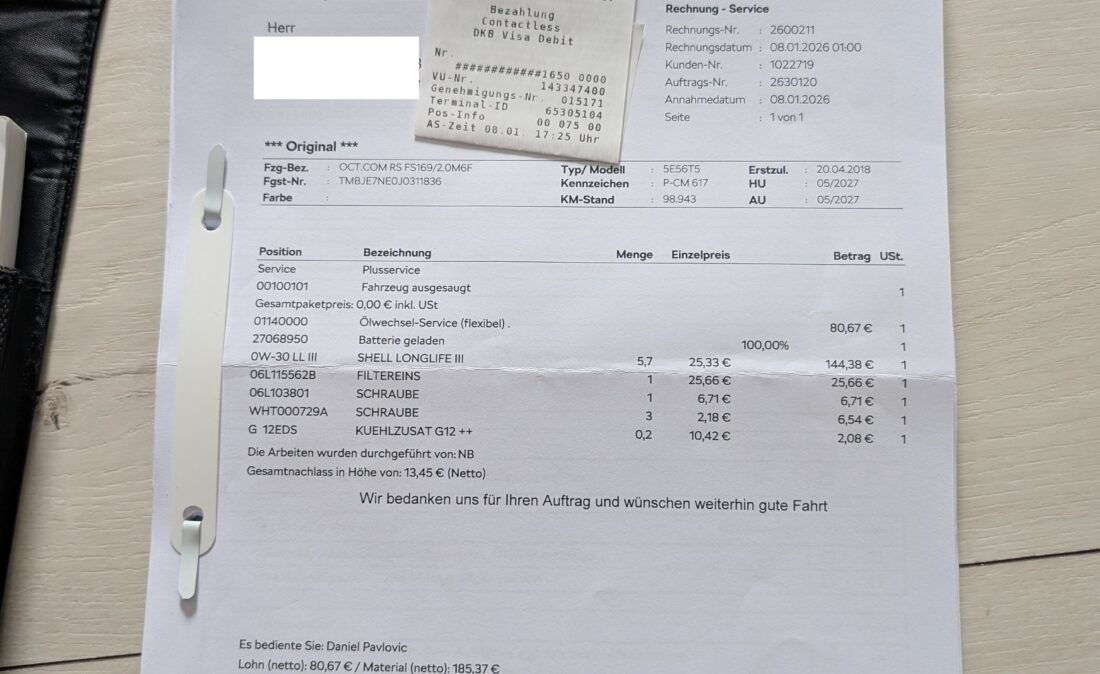 Bezahlung
Contactless
DKB Visa Debit
Nr.
############1650 0000
VU-Nr. 143347400
Genehmigungs-Nr. 015171
Terminal-ID 65305104
Pos-Info 00 075 00
AS-Zeit 08.01. 17:25 Uhr
Herr
Rechnung - Service
Rechnungs-Nr. : 2600211
Rechnungsdatum : 08.01.2026 01:00
Kunden-Nr. : 1022719
Auftrags-Nr. : 2630120
Annahmedatum : 08.01.2026
Seite : 1 von 1
*** Original ***
Fzg-Bez. : OCT.COM RS FS169/2.0M6F Typ/ Modell : 5E56T5 Erstzul. : 20.04.2018
Fgst-Nr. : TMBJE7NE0J0311836 Kennzeichen : P-CM 617 HU : 05/2027
Farbe : KM-Stand : 98.943 AU : 05/2027
Position Bezeichnung Menge Einzelpreis Betrag USt.
Service Plusservice
00100101 Fahrzeug ausgesaugt 1
Gesamtpaketpreis: 0,00 € inkl. USt
01140000 Ölwechsel-Service (flexibel) . 80,67 € 1
27068950 Batterie geladen 100,00% 1
0W-30 LL III SHELL LONGLIFE III 5,7 25,33 € 144,38 € 1
06L115562B FILTEREINS 1 25,66 € 25,66 € 1
06L103801 SCHRAUBE 1 6,71 € 6,71 € 1
WHT000729A SCHRAUBE 3 2,18 € 6,54 € 1
G 12EDS KUEHLZUSAT G12 ++ 0,2 10,42 € 2,08 € 1
Die Arbeiten wurden durchgeführt von: NB
Gesamtnachlass in Höhe von: 13,45 € (Netto)
Wir bedanken uns für Ihren Auftrag und wünschen weiterhin gute Fahrt
Es bediente Sie: Daniel Pavlovic
Lohn (netto): 80,67 € / Material (netto): 185,37 €